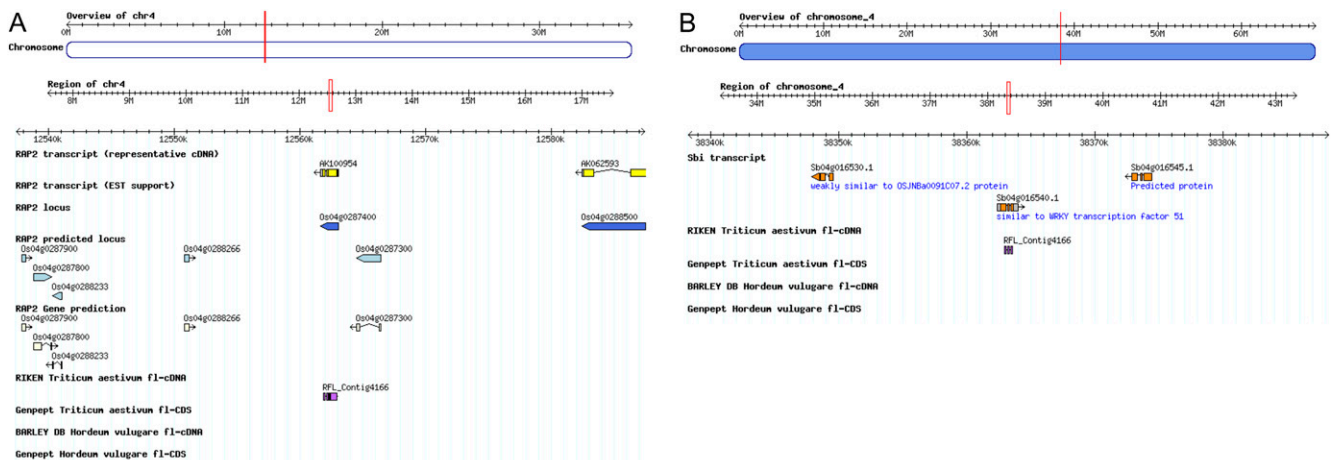 A
Overview of chr4
0M 10M 20M 30M
Chromosome
Region of chr4
8M 9M 10M 11M 12M 13M 14M 15M 16M 17M
12540k 12550k 12560k 12570k 12580k
RAP2 transcript (representative cDNA)
AK100954 AK062593
RAP2 transcript (EST support)
RAP2 locus
Os04g0287400 Os04g0288500
RAP2 predicted locus
Os04g0287900 Os04g0288266 Os04g0287300
Os04g0287800
Os04g0288233
RAP2 Gene prediction
Os04g0287900 Os04g0288266 Os04g0287300
Os04g0287800
Os04g0288233
RIKEN Triticum aestivum fl-cDNA
RFL_Contig4166
Genpept Triticum aestivum fl-CDS
BARLEY DB Hordeum vulugare fl-cDNA
Genpept Hordeum vulugare fl-CDS
B
Overview of chromosome_4
0M 10M 20M 30M 40M 50M 60M
Chromosome
Region of chromosome_4
34M 35M 36M 37M 38M 39M 40M 41M 42M 43M
38340k 38350k 38360k 38370k 38380k
Sbi transcript
Sb04g016530.1 Sb04g016545.1
weakly similar to OSJNBa0091C07.2 protein Predicted protein
Sb04g016540.1
similar to WRKY transcription factor 51
RIKEN Triticum aestivum fl-cDNA
RFL_Contig4166
Genpept Triticum aestivum fl-CDS
BARLEY DB Hordeum vulugare fl-cDNA
Genpept Hordeum vulugare fl-CDS